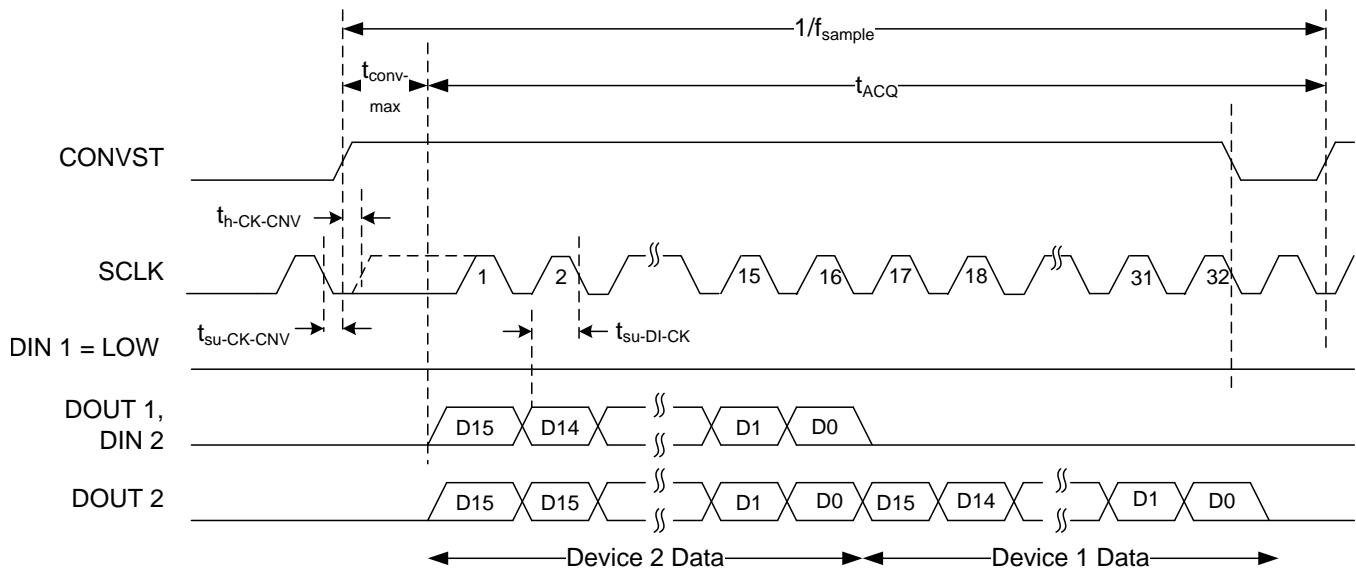 1/fsample
tconv-
max
tACQ
CONVST
th-CK-CNV
SCLK
1 2 15 16 17 18 31 32
tsu-CK-CNV
tsu-DI-CK
DIN 1 = LOW
DOUT 1,
DIN 2
D15 D14 D1 D0
DOUT 2
D15 D15 D1 D0 D15 D14 D1 D0
Device 2 Data Device 1 Data